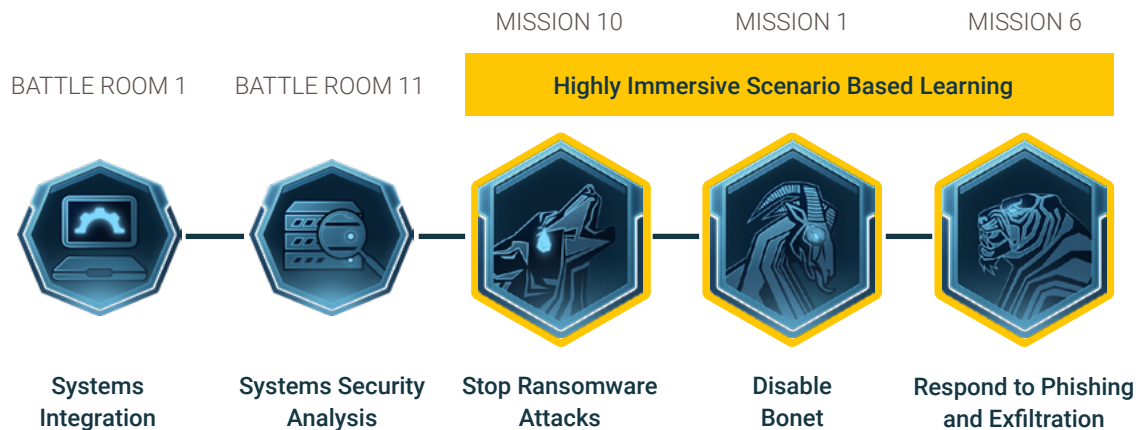 MISSION 10
MISSION 1
MISSION 6
BATTLE ROOM 1
BATTLE ROOM 11
Highly Immersive Scenario Based Learning
Systems
Integration
Systems Security
Analysis
Stop Ransomware
Attacks
Disable
Bonet
Respond to Phishing
and Exfiltration